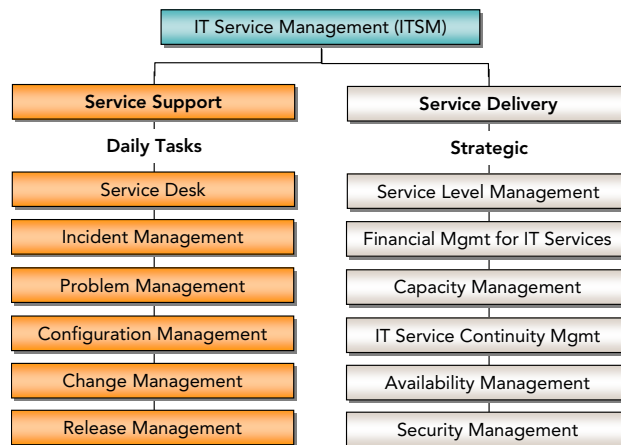 IT Service Management (ITSM)
Service Support
Daily Tasks
Service Desk
Incident Management
Problem Management
Configuration Management
Change Management
Release Management
Service Delivery
Strategic
Service Level Management
Financial Mgmt for IT Services
Capacity Management
IT Service Continuity Mgmt
Availability Management
Security Management